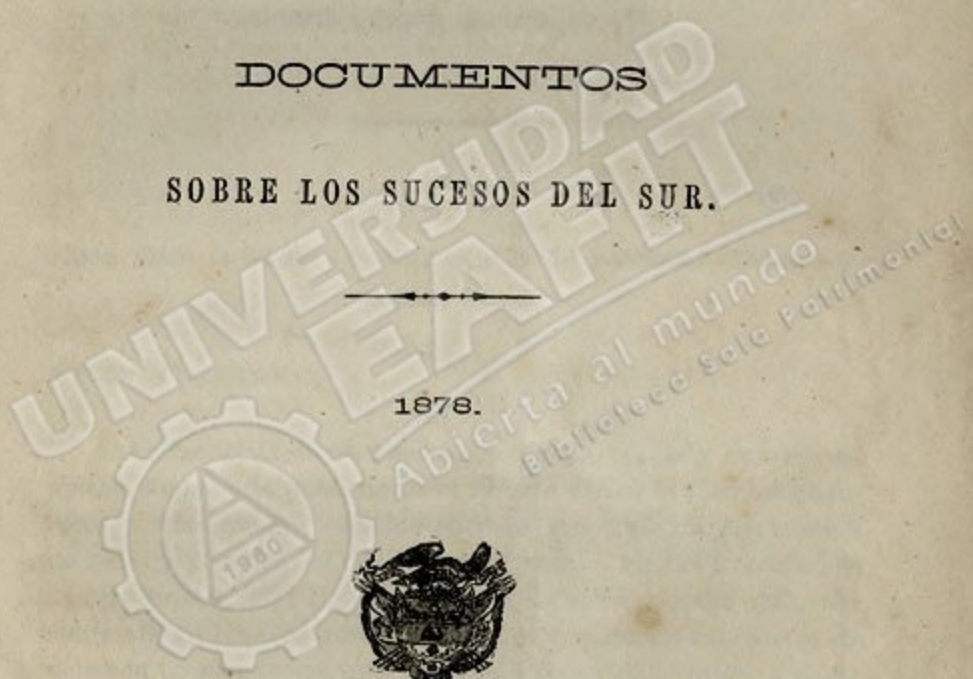 DOCUMENTOS
SOBRE LOS SUCESOS DEL SUR.
1878.
UNIVERSIDAD
EAFIT
Abierta al mundo
Biblioteca Sala Patrimonial
1960